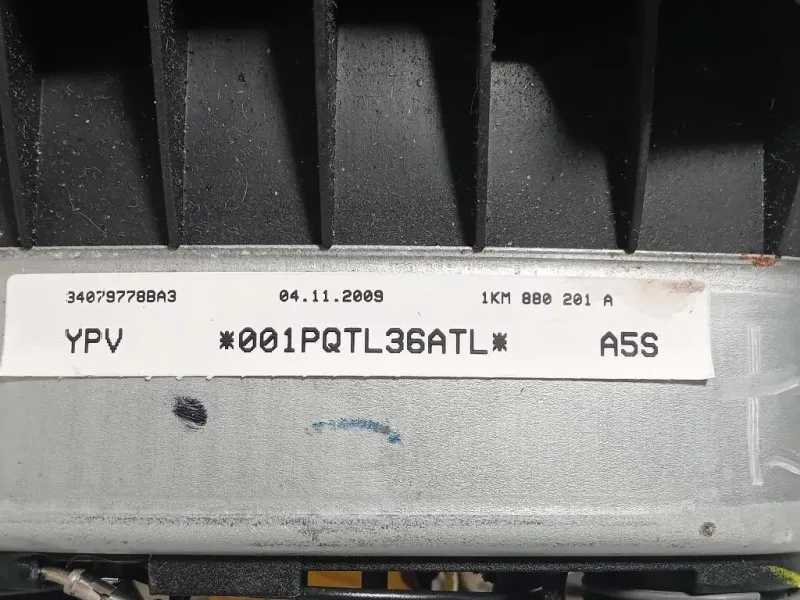 34079778BA3 04.11.2009 1KM 880 201 A
YPV *001PQTL36ATL* A5S